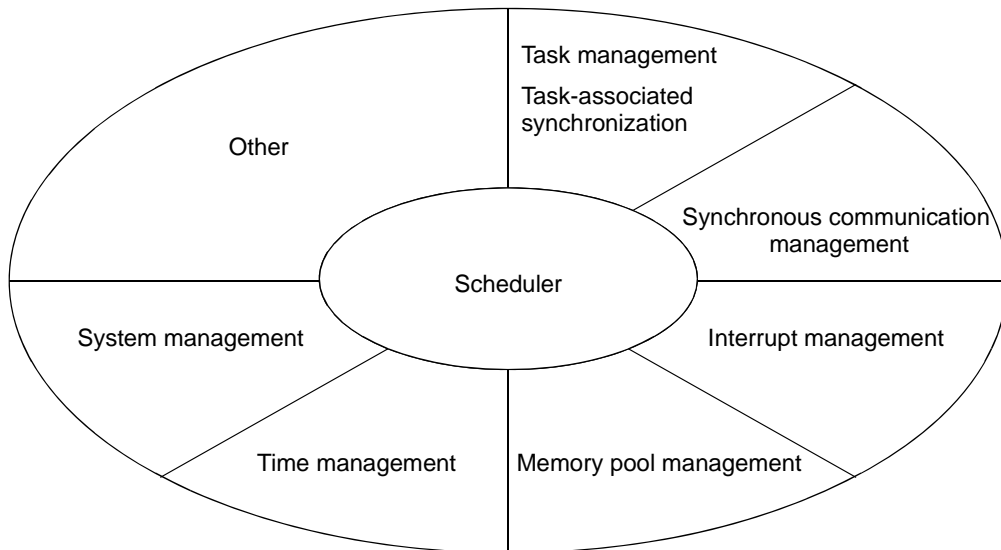 Task management
Task-associated
synchronization
Other
Synchronous communication
management
Scheduler
System management
Interrupt management
Time management
Memory pool management